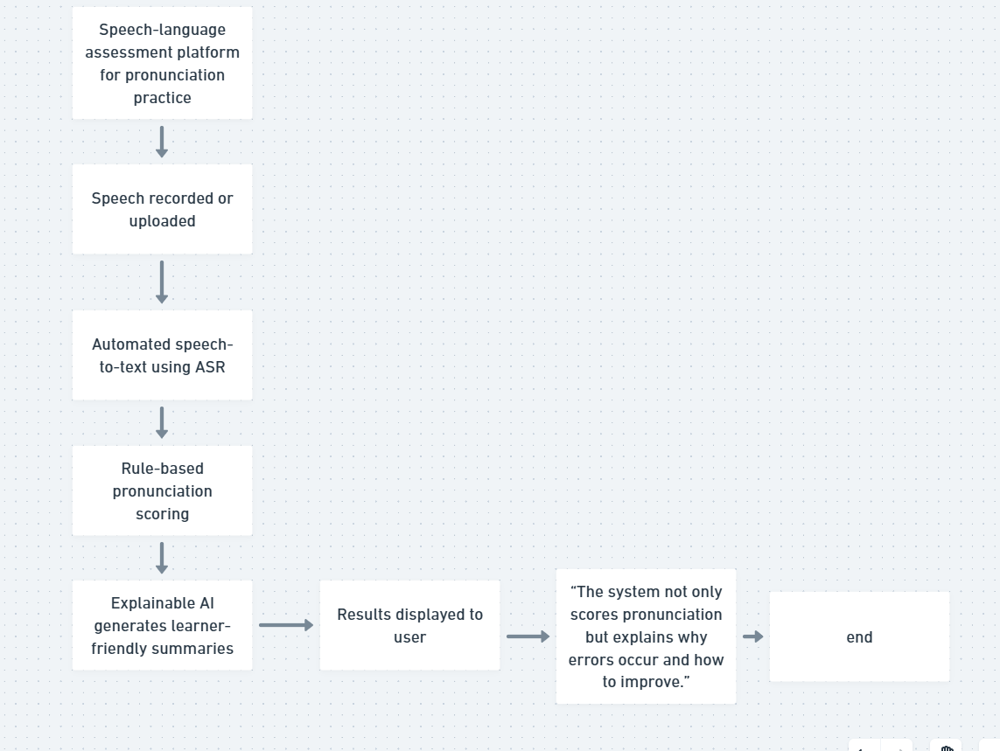 Speech-language
assessment platform
for pronunciation
practice
Speech recorded or
uploaded
Automated speech-
to-text using ASR
Rule-based
pronunciation
scoring
Explainable AI
generates learner-
friendly summaries
Results displayed to
user
“The system not only
scores pronunciation
but explains why
errors occur and how
to improve.”
end